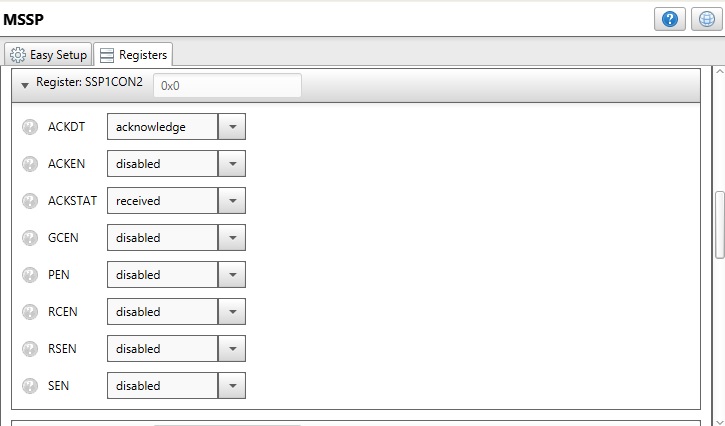 MSSP
Easy Setup Registers
Register: SSP1CON2 0x0
ACKDT acknowledge
ACKEN disabled
ACKSTAT received
GCEN disabled
PEN disabled
RCEN disabled
RSEN disabled
SEN disabled